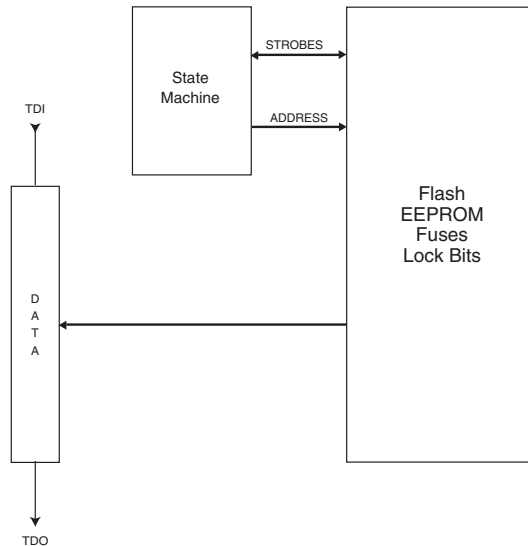 STROBES
State
Machine
TDI
ADDRESS
Flash
EEPROM
Fuses
Lock Bits
D
A
T
A
TDO